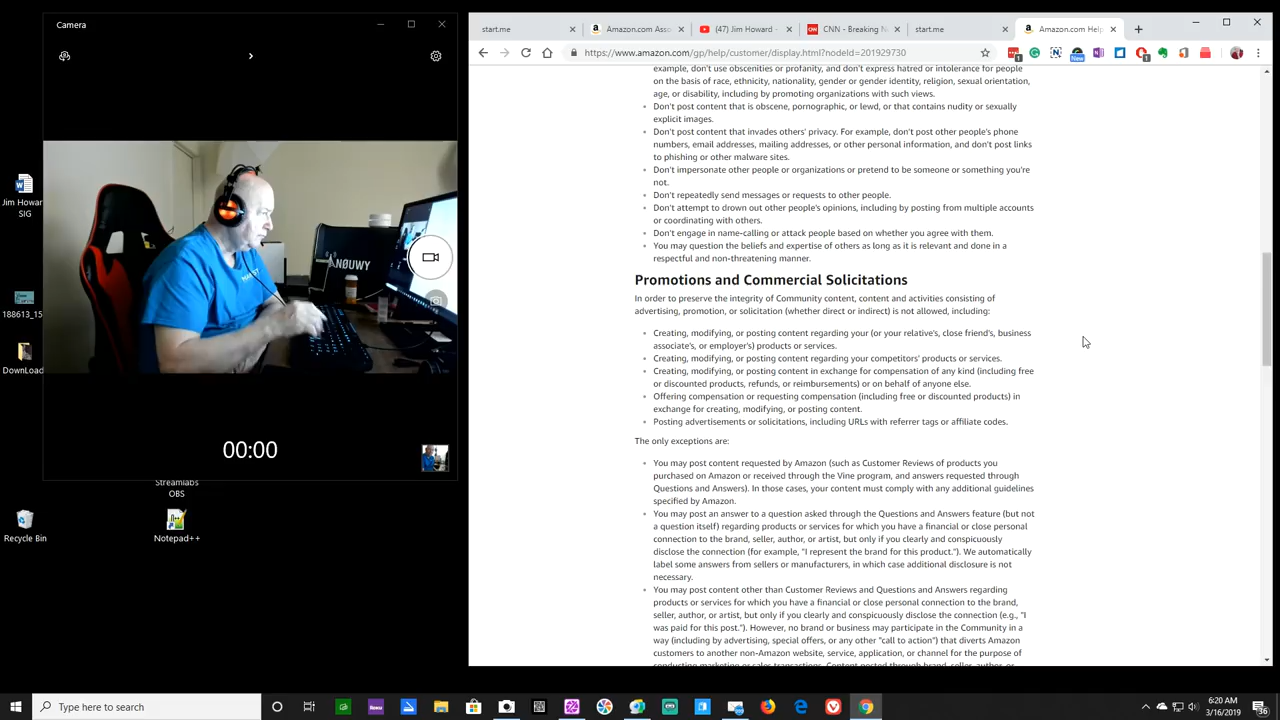 Camera
start.me
Amazon.com Asso
(47) Jim Howard -
CNN - Breaking N
start.me
Amazon.com Help
https://www.amazon.com/gp/help/customer/display.html?nodeId=201929730
New
example, don't use obscenities or profanity, and don't express hatred or intolerance for people
on the basis of race, ethnicity, nationality, gender or gender identity, religion, sexual orientation,
age, or disability, including by promoting organizations with such views.
Don't post content that is obscene, pornographic, or lewd, or that contains nudity or sexually
explicit images.
Don't post content that invades others' privacy. For example, don't post other people's phone
numbers, email addresses, mailing addresses, or other personal information, and don't post links
to phishing or other malware sites.
Don't impersonate other people or organizations or pretend to be someone or something you're
not.
Don't repeatedly send messages or requests to other people.
Don't attempt to drown out other people's opinions, including by posting from multiple accounts
or coordinating with others.
Don't engage in name-calling or attack people based on whether you agree with them.
You may question the beliefs and expertise of others as long as it is relevant and done in a
respectful and non-threatening manner.
Promotions and Commercial Solicitations
In order to preserve the integrity of Community content, content and activities consisting of
advertising, promotion, or solicitation (whether direct or indirect) is not allowed, including:
Creating, modifying, or posting content regarding your (or your relative's, close friend's, business
associate's, or employer's) products or services.
Creating, modifying, or posting content regarding your competitors' products or services.
Creating, modifying, or posting content in exchange for compensation of any kind (including free
or discounted products, refunds, or reimbursements) or on behalf of anyone else.
Offering compensation or requesting compensation (including free or discounted products) in
exchange for creating, modifying, or posting content.
Posting advertisements or solicitations, including URLs with referrer tags or affiliate codes.
The only exceptions are:
You may post content requested by Amazon (such as Customer Reviews of products you
purchased on Amazon or received through the Vine program, and answers requested through
Questions and Answers). In those cases, your content must comply with any additional guidelines
specified by Amazon.
You may post an answer to a question asked through the Questions and Answers feature (but not
a question itself) regarding products or services for which you have a financial or close personal
connection to the brand, seller, author, or artist, but only if you clearly and conspicuously
disclose the connection (for example, "I represent the brand for this product."). We automatically
label some answers from sellers or manufacturers, in which case additional disclosure is not
necessary.
You may post content other than Customer Reviews and Questions and Answers regarding
products or services for which you have a financial or close personal connection to the brand,
seller, author, or artist, but only if you clearly and conspicuously disclose the connection (e.g., "I
was paid for this post."). However, no brand or business may participate in the Community in a
way (including by advertising, special offers, or any other "call to action") that diverts Amazon
customers to another non-Amazon website, service, application, or channel for the purpose of
conducting marketing or sales transactions. Content posted through brand, seller, author, or
Jim Howar
SIG
188613_15
DownLoad
NØUWY
00:00
Streamlabs
OBS
Recycle Bin
Notepad++
Type here to search
6:20 AM
3/16/2019
36